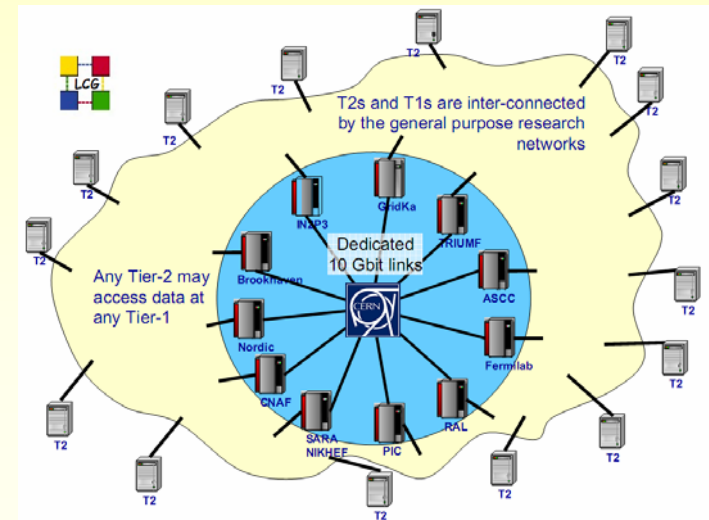 T2
T2
T2
LCG
T2
T2
T2s and T1s are inter-connected
by the general purpose research
networks
T2
T2
T2
IN2P3
GridKa
TRIUMF
T2
T2
Dedicated
10 Gbit links
Any Tier-2 may
access data at
any Tier-1
Brookhaven
ASCC
CERN
T2
Nordic
Fermilab
CNAF
T2
SARA
NIKHEF
PIC
RAL
T2
T2
T2
T2
T2